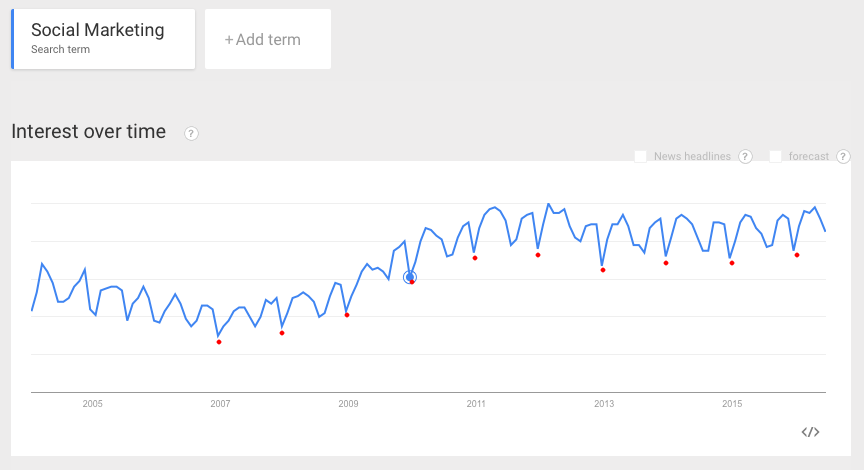 Social Marketing
Search term
+Add term
Interest over time ?
News headlines ? forecast ?
2005 2007 2009 2011 2013 2015
</>